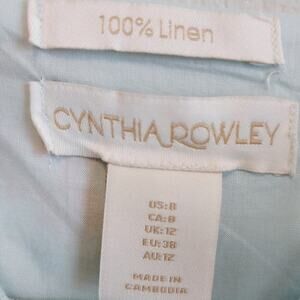 100% Linen
CYNTHIA ROWLEY
US: 8
CA: 8
UK: 12
EU: 38
AU: 12
MADE IN
CAMBODIA